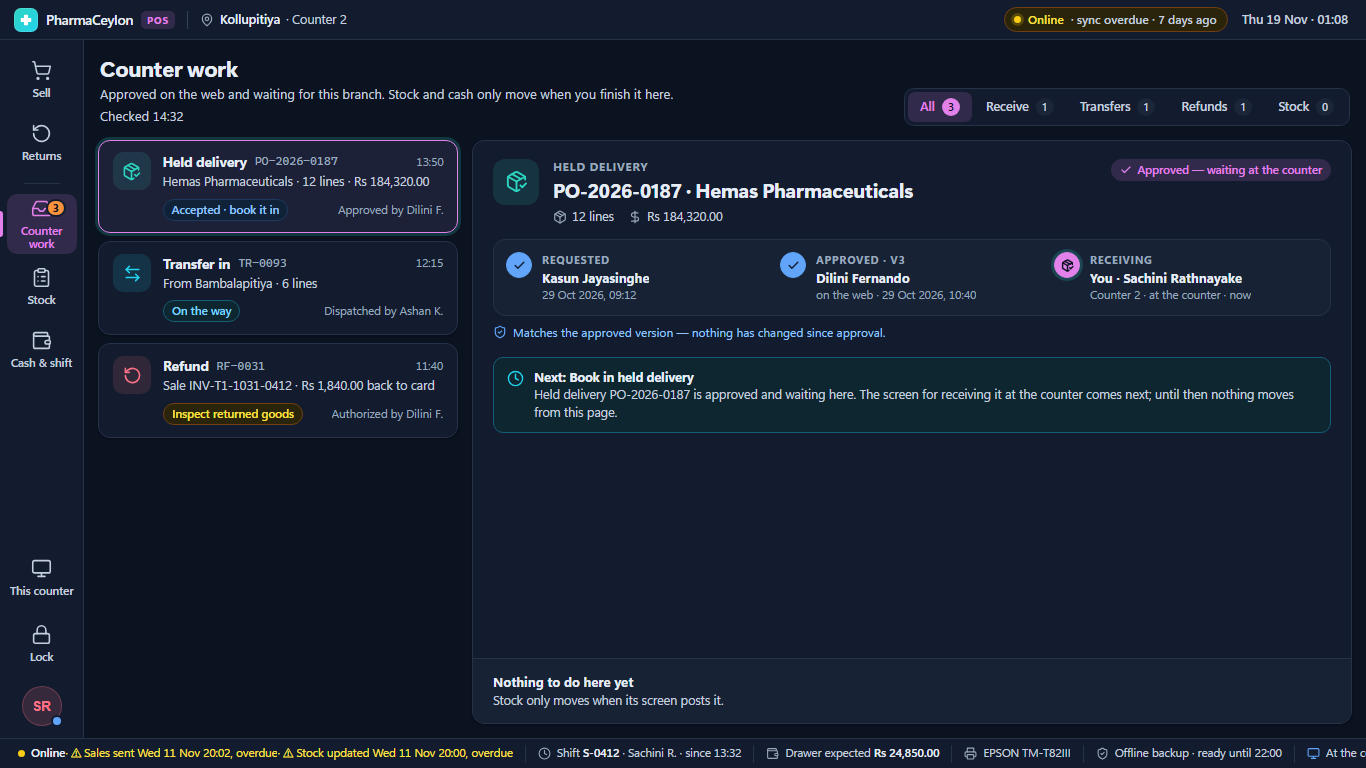 PharmaCeylon POS
Kollupitiya · Counter 2
Online · sync overdue · 7 days ago
Thu 19 Nov · 01:08
Sell
Returns
3
Counter work
Stock
Cash & shift
This counter
Lock
SR
Counter work
Approved on the web and waiting for this branch. Stock and cash only move when you finish it here.
Checked 14:32
All 3
Receive 1
Transfers 1
Refunds 1
Stock 0
Held delivery PO-2026-0187 13:50
Hemas Pharmaceuticals · 12 lines · Rs 184,320.00
Accepted · book it in Approved by Dilini F.
Transfer in TR-0093 12:15
From Bambalapitiya · 6 lines
On the way Dispatched by Ashan K.
Refund RF-0031 11:40
Sale INV-T1-1031-0412 · Rs 1,840.00 back to card
Inspect returned goods Authorized by Dilini F.
HELD DELIVERY
PO-2026-0187 · Hemas Pharmaceuticals
12 lines Rs 184,320.00
Approved — waiting at the counter
REQUESTED
Kasun Jayasinghe
29 Oct 2026, 09:12
APPROVED · V3
Dilini Fernando
on the web · 29 Oct 2026, 10:40
RECEIVING
You · Sachini Rathnayake
Counter 2 · at the counter · now
Matches the approved version — nothing has changed since approval.
Next: Book in held delivery
Held delivery PO-2026-0187 is approved and waiting here. The screen for receiving it at the counter comes next; until then nothing moves
from this page.
Nothing to do here yet
Stock only moves when its screen posts it.
Online · Sales sent Wed 11 Nov 20:02, overdue · Stock updated Wed 11 Nov 20:00, overdue
Shift S-0412 · Sachini R. · since 13:32
Drawer expected Rs 24,850.00
EPSON TM-T82III
Offline backup · ready until 22:00
At the c